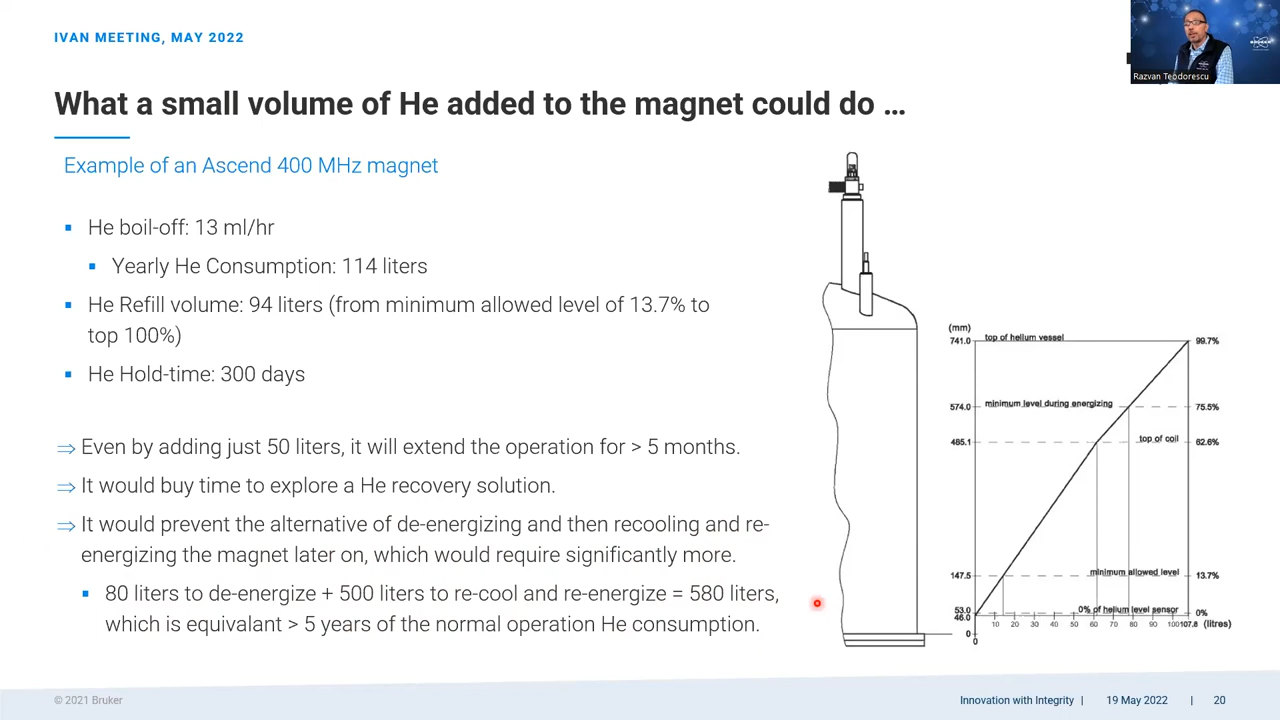 IVAN MEETING, MAY 2022
BRUKER
Razvan Teodorescu
What a small volume of He added to the magnet could do ...
Example of an Ascend 400 MHz magnet
He boil-off: 13 ml/hr
Yearly He Consumption: 114 liters
He Refill volume: 94 liters (from minimum allowed level of 13.7% to
top 100%)
He Hold-time: 300 days
⇒ Even by adding just 50 liters, it will extend the operation for > 5 months.
⇒ It would buy time to explore a He recovery solution.
⇒ It would prevent the alternative of de-energizing and then recooling and re-
energizing the magnet later on, which would require significantly more.
80 liters to de-energize + 500 liters to re-cool and re-energize = 580 liters,
which is equivalant > 5 years of the normal operation He consumption.
(mm)
741.0 top of helium vessel 99.7%
574.0 minimum level during energizing 75.5%
485.1 top of coil 62.6%
147.5 minimum allowed level 13.7%
53.0 0% of helium level sensor 0%
46.0
0 10 20 30 40 50 60 70 80 90 100 107.8 (litres)
0
© 2021 Bruker
Innovation with Integrity | 19 May 2022 | 20